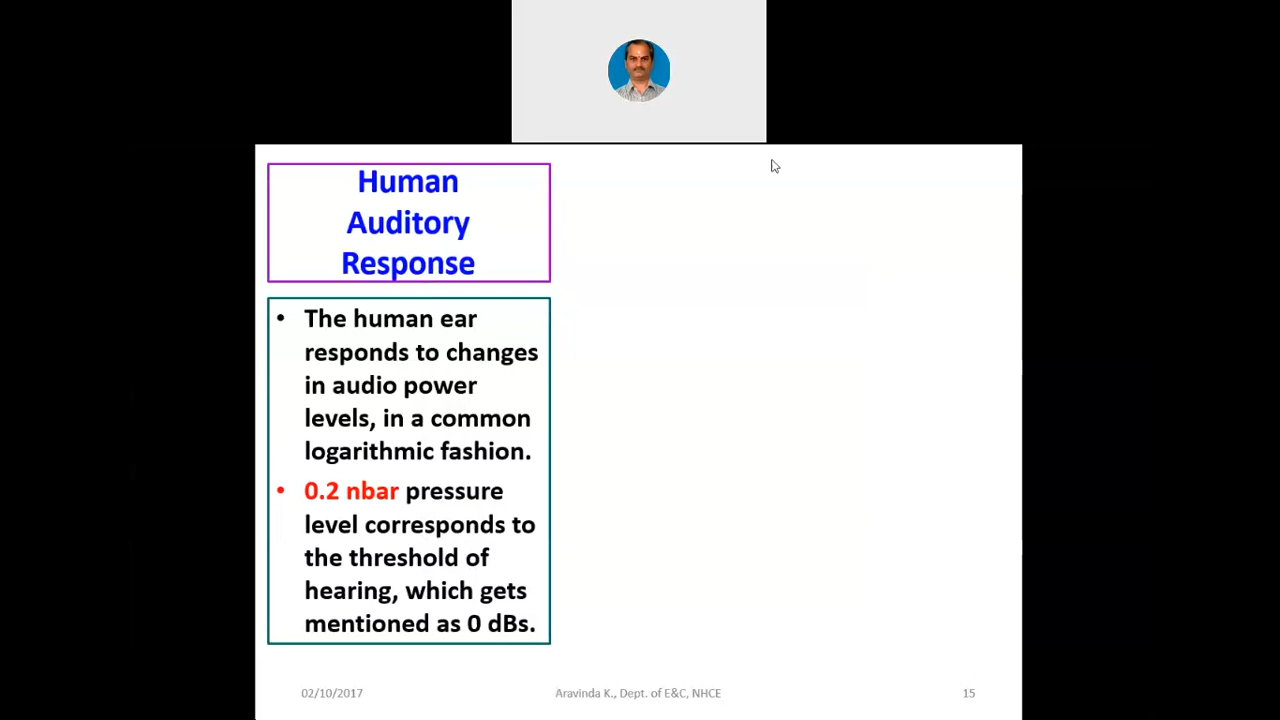 Human
Auditory
Response
• The human ear
responds to changes
in audio power
levels, in a common
logarithmic fashion.
• 0.2 nbar pressure
level corresponds to
the threshold of
hearing, which gets
mentioned as 0 dBs.
02/10/2017
Aravinda K., Dept. of E&C, NHCE
15